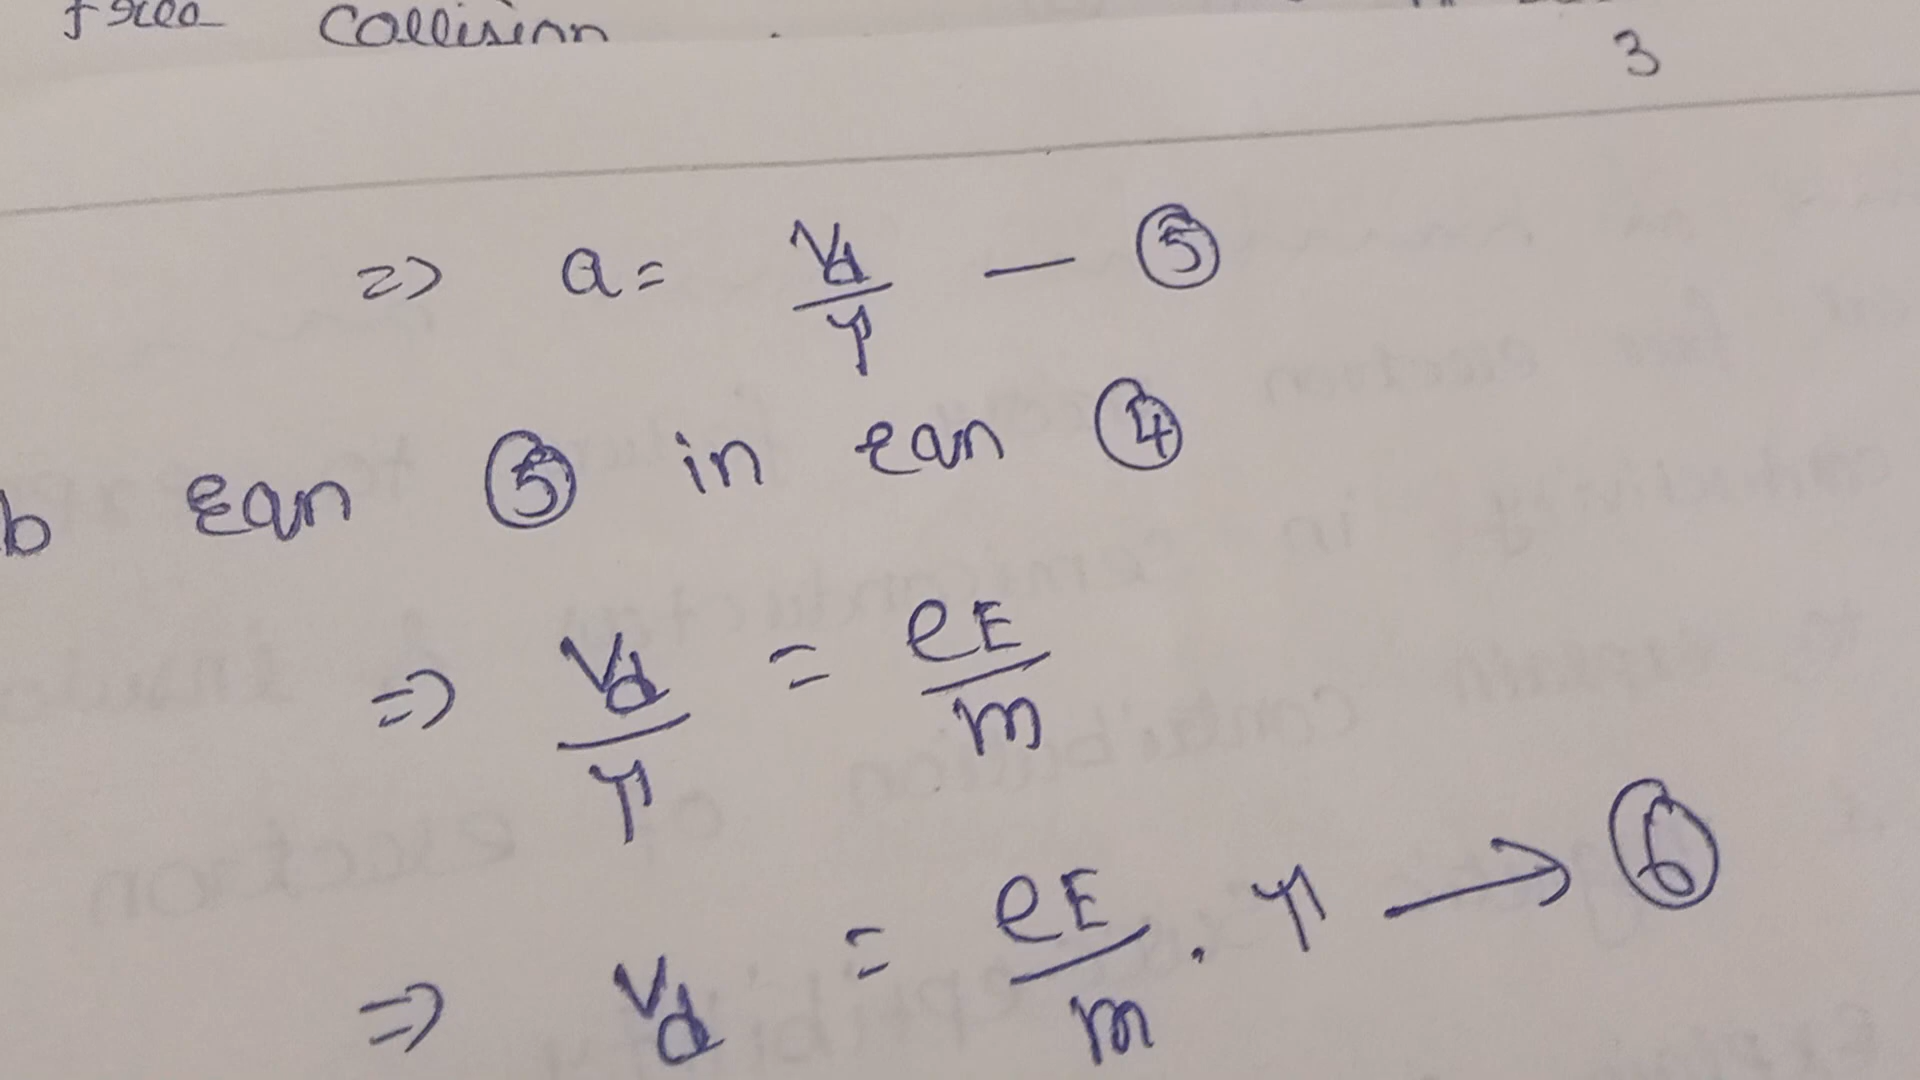 free collision
3
=> a = Vd/τ — ⑤
b Eqn ⑤ in eqn ④
=> Vd/τ = eE/m
=> Vd = eE/m . τ → ⑥